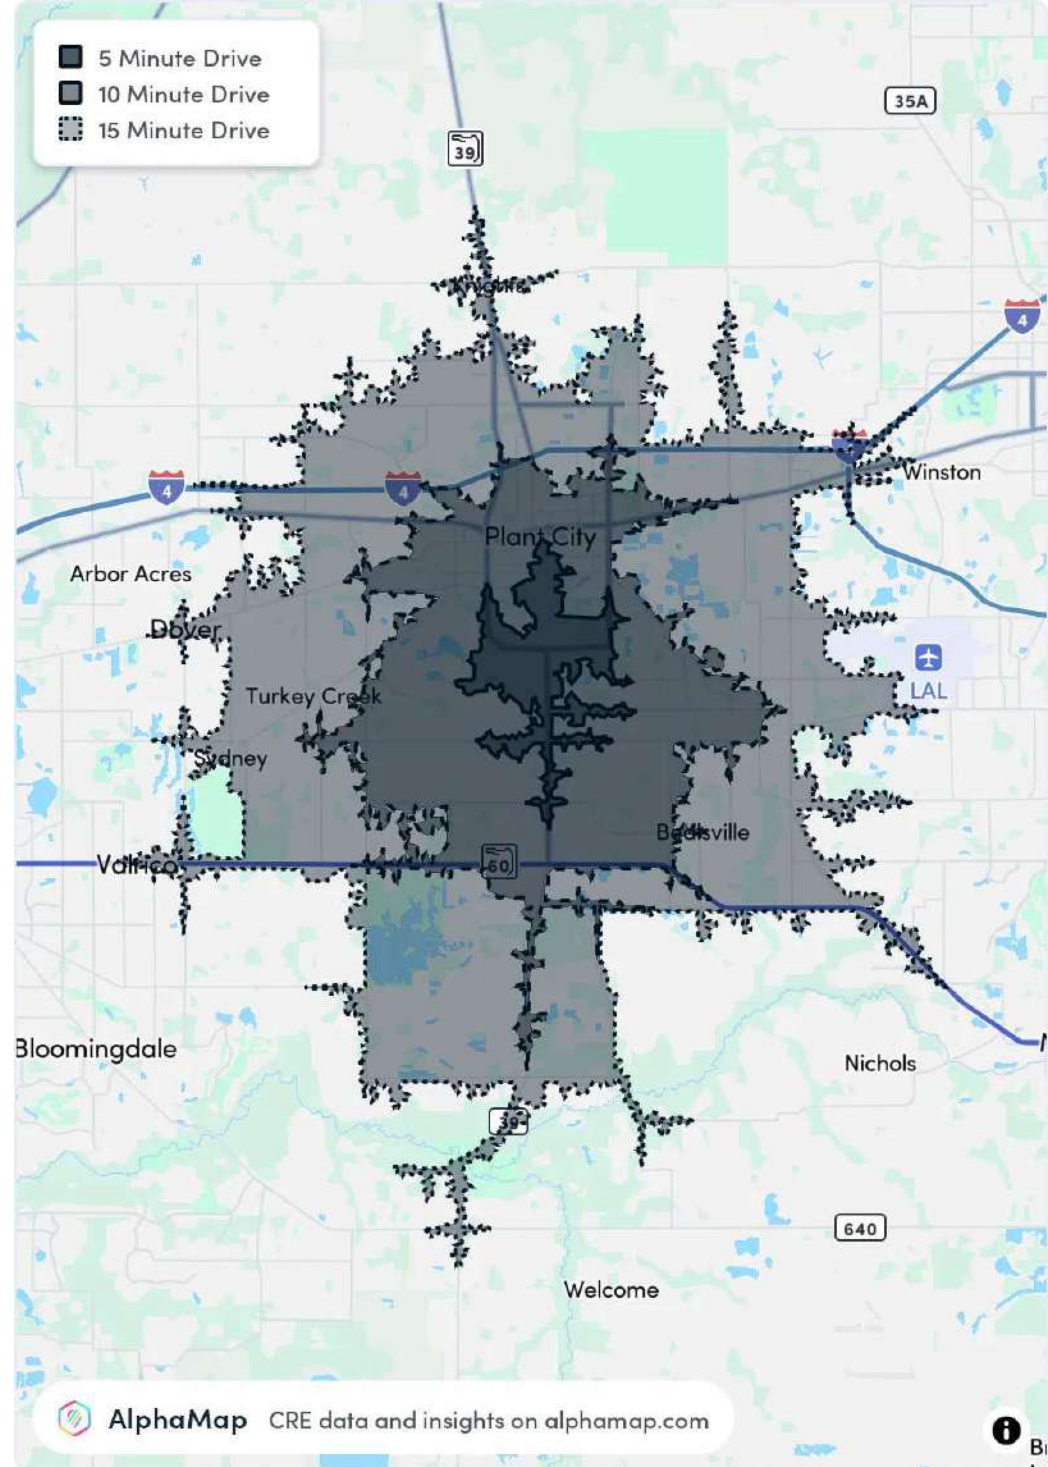 5 Minute Drive
10 Minute Drive
15 Minute Drive
35A
39
4
Knights
4
4
Winston
Plant City
Arbor Acres
Dover
LAL
Turkey Creek
Sydney
Bealsville
Valrico
60
Bloomingdale
Nichols
39
640
Welcome
AlphaMap CRE data and insights on alphamap.com